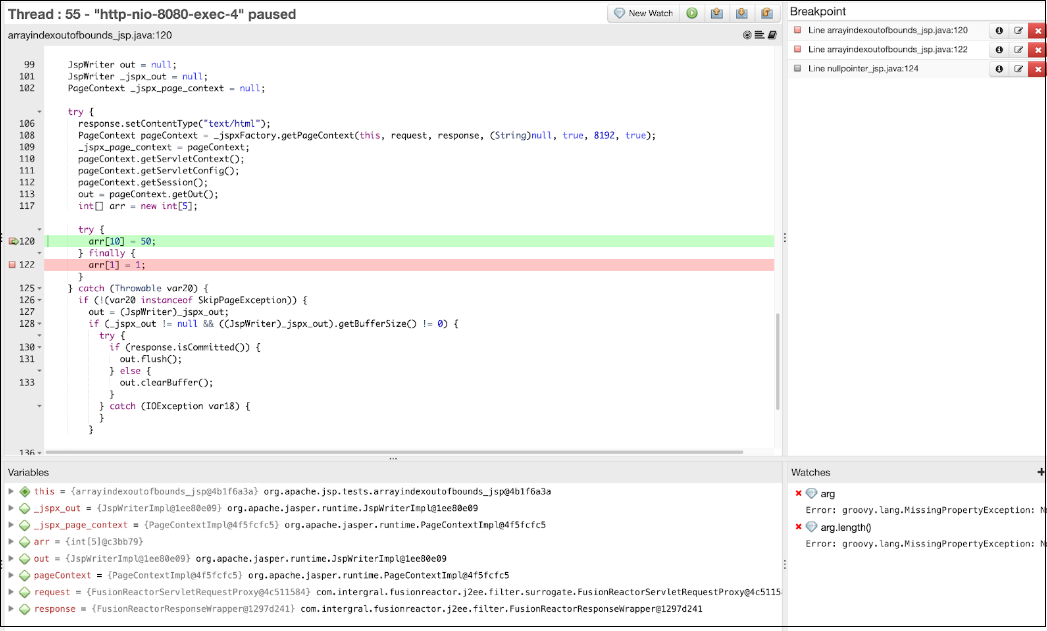 Thread : 55 - "http-nio-8080-exec-4" paused
New Watch
arrayindexoutofbounds_jsp.java:120
99 JspWriter out = null;
101 JspWriter _jspx_out = null;
102 PageContext _jspx_page_context = null;
try {
106 response.setContentType("text/html");
108 PageContext pageContext = _jspxFactory.getPageContext(this, request, response, (String)null, true, 8192, true);
109 _jspx_page_context = pageContext;
110 pageContext.getServletContext();
111 pageContext.getServletConfig();
112 pageContext.getSession();
113 out = pageContext.getOut();
117 int[] arr = new int[5];
try {
120 arr[10] = 50;
} finally {
122 arr[1] = 1;
}
125 } catch (Throwable var20) {
126 if (!(var20 instanceof SkipPageException)) {
127 out = (JspWriter)_jspx_out;
128 if (_jspx_out != null && ((JspWriter)_jspx_out).getBufferSize() != 0) {
try {
130 if (response.isCommitted()) {
131 out.flush();
} else {
133 out.clearBuffer();
}
} catch (IOException var18) {
}
}
136
Breakpoint
Line arrayindexoutofbounds_jsp.java:120
Line arrayindexoutofbounds_jsp.java:122
Line nullpointer_jsp.java:124
Variables
this = {arrayindexoutofbounds_jsp@4b1f6a3a} org.apache.jsp.tests.arrayindexoutofbounds_jsp@4b1f6a3a
_jspx_out = {JspWriterImpl@1ee80e09} org.apache.jasper.runtime.JspWriterImpl@1ee80e09
_jspx_page_context = {PageContextImpl@4f5fcfc5} org.apache.jasper.runtime.PageContextImpl@4f5fcfc5
arr = {int[5]@c3bb79}
out = {JspWriterImpl@1ee80e09} org.apache.jasper.runtime.JspWriterImpl@1ee80e09
pageContext = {PageContextImpl@4f5fcfc5} org.apache.jasper.runtime.PageContextImpl@4f5fcfc5
request = {FusionReactorServletRequestProxy@4c511584} com.intergral.fusionreactor.j2ee.filter.surrogate.FusionReactorServletRequestProxy@4c5115
response = {FusionReactorResponseWrapper@1297d241} com.intergral.fusionreactor.j2ee.filter.FusionReactorResponseWrapper@1297d241
Watches
arg
Error: groovy.lang.MissingPropertyException:
arg.length()
Error: groovy.lang.MissingPropertyException: